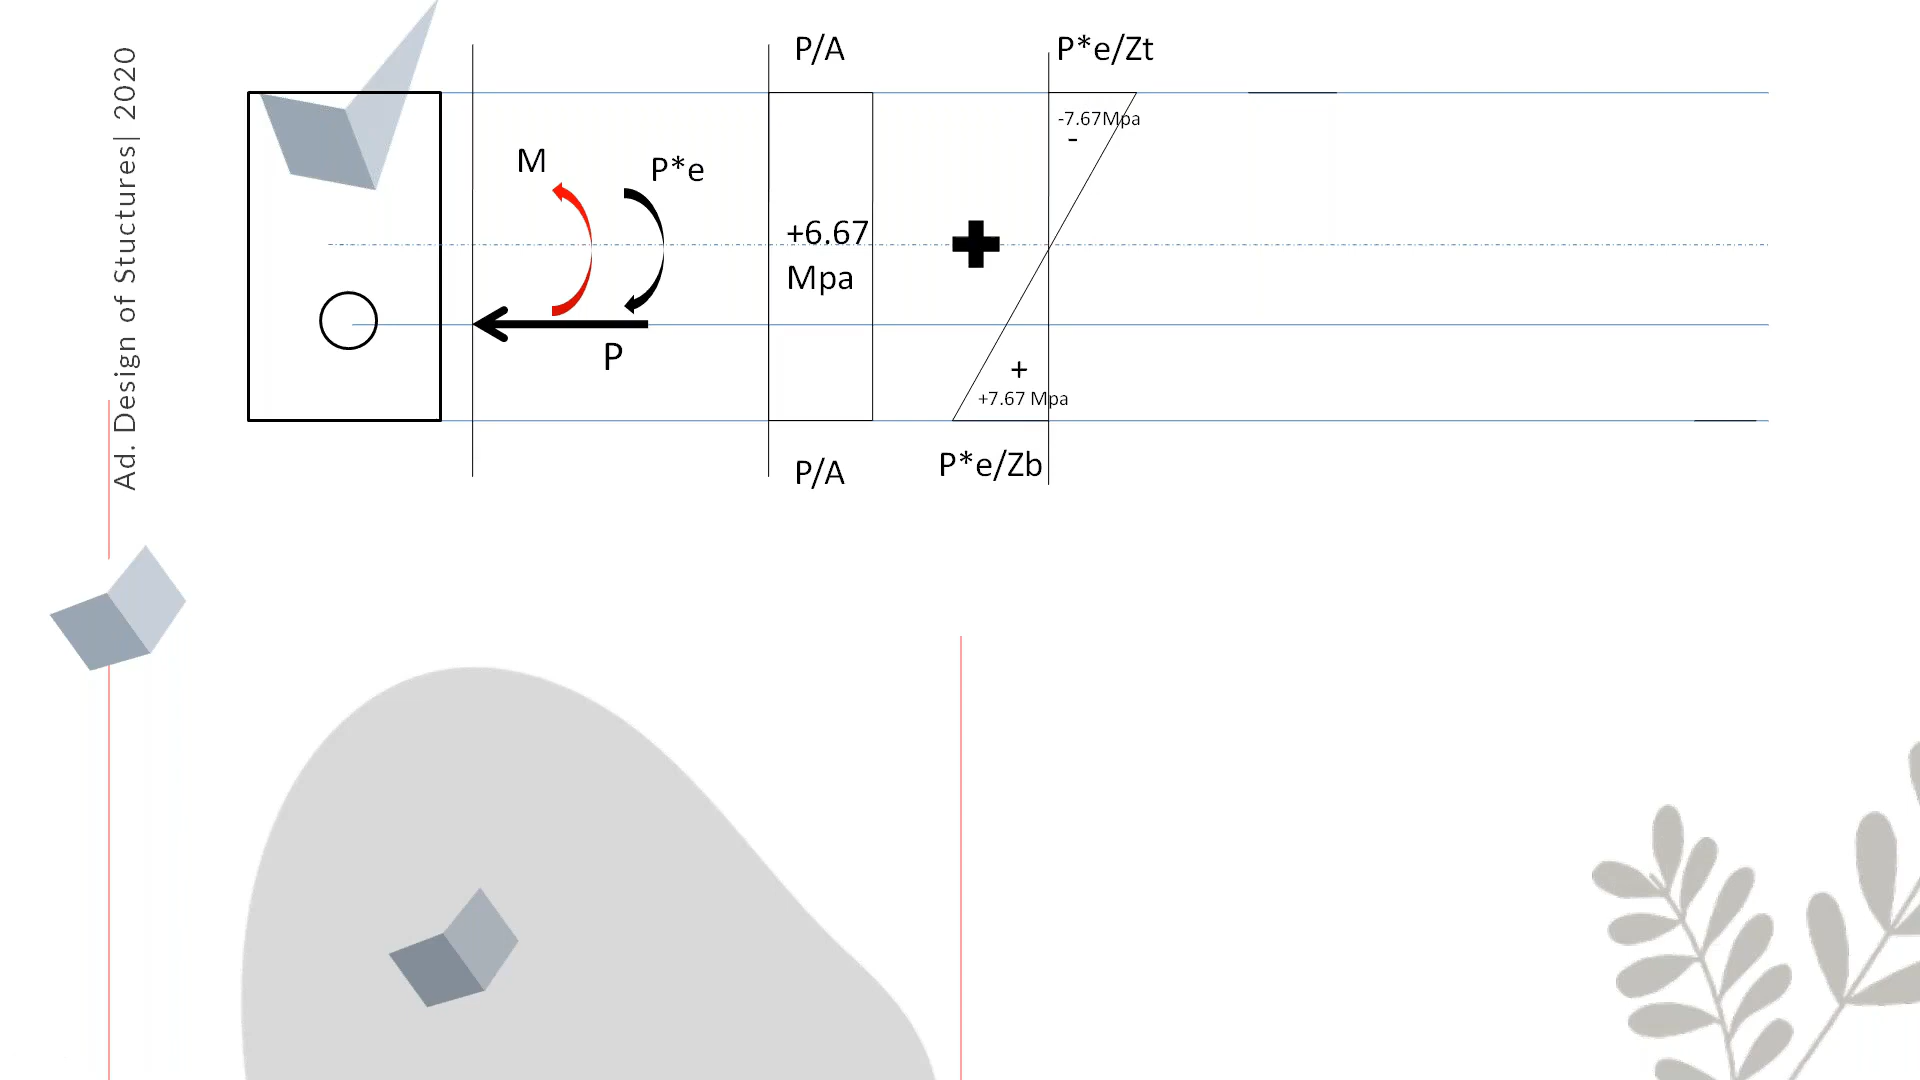 Ad. Design of Stuctures| 2020
P/A
P*e/Zt
-7.67Mpa
-
M
P*e
+6.67
Mpa
P
+
+7.67 Mpa
P/A
P*e/Zb